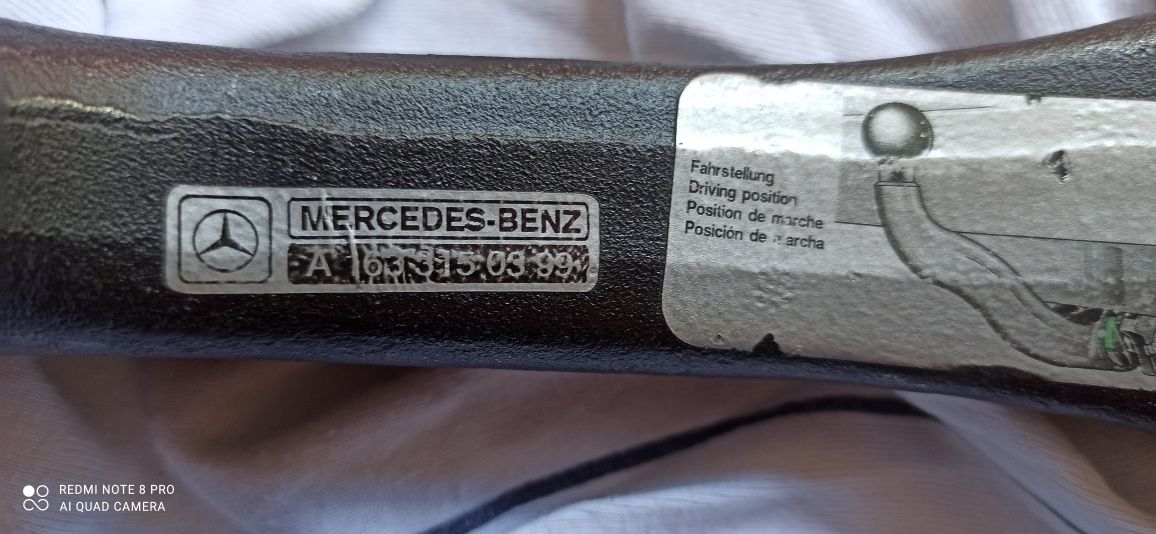 MERCEDES-BENZ
A 63 315 03 99
Fahrstellung
Driving position
Position de marche
Posición de marcha
REDMI NOTE 8 PRO
AI QUAD CAMERA